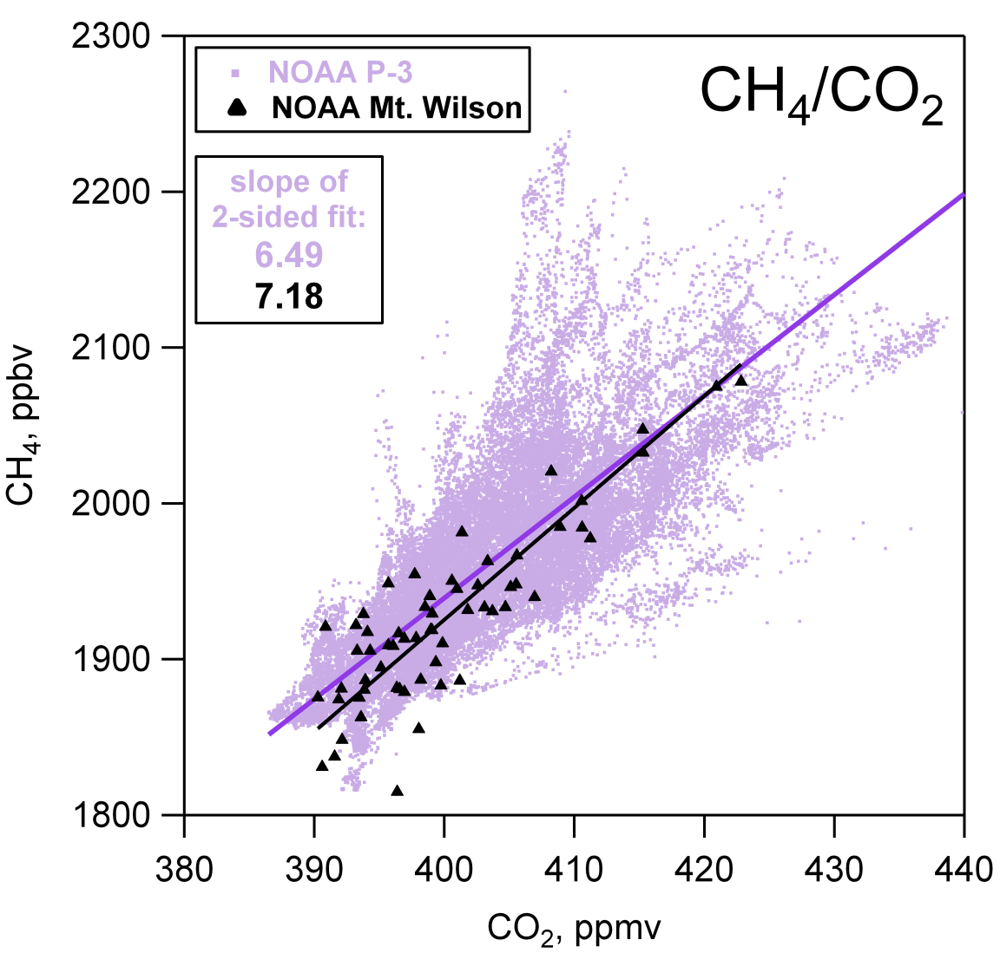 2300
2200
2100
2000
1900
1800
CH₄, ppbv
NOAA P-3
NOAA Mt. Wilson
CH₄/CO₂
slope of
2-sided fit:
6.49
7.18
380 390 400 410 420 430 440
CO₂, ppmv